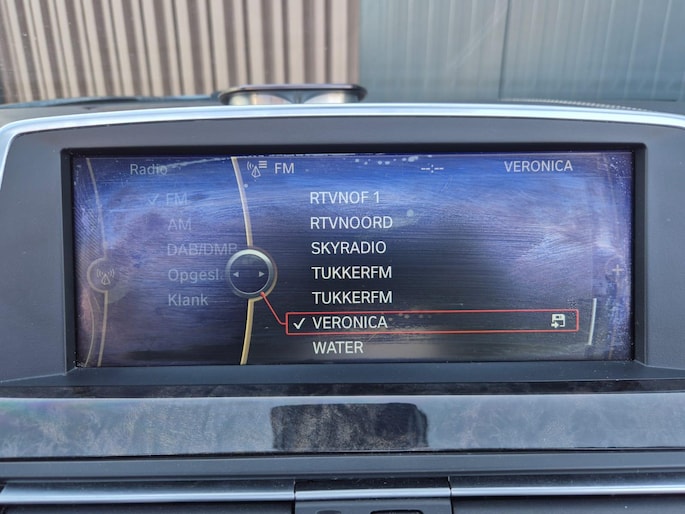 Radio
FM
VERONICA
FM
AM
DAB/DMB
Opgesl
Klank
RTVNOF 1
RTVNOORD
SKYRADIO
TUKKERFM
TUKKERFM
VERONICA
WATER